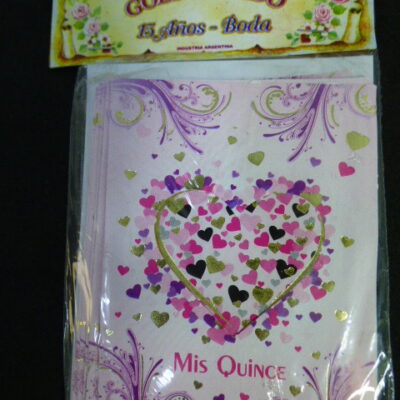 15 Años - Boda
INDUSTRIA ARGENTINA
Mis Quince